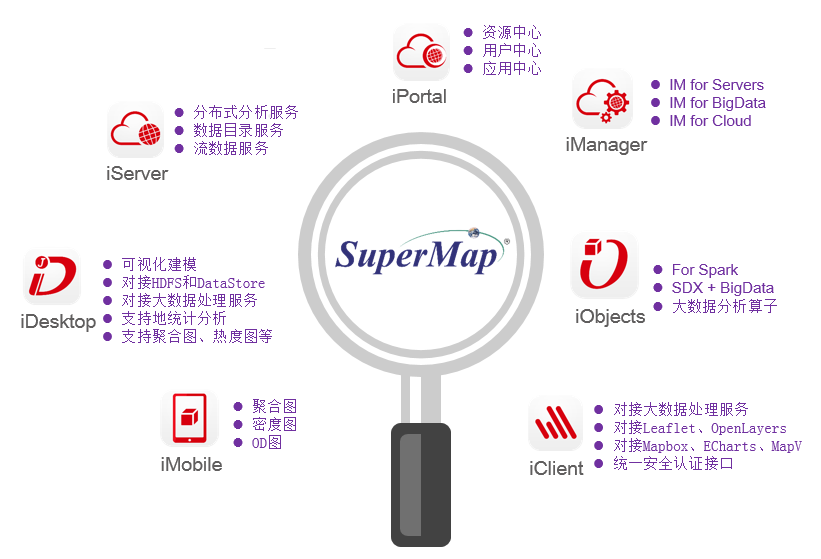 资源中心
用户中心
应用中心
iPortal
IM for Servers
IM for BigData
IM for Cloud
iManager
分布式分析服务
数据目录服务
流数据服务
iServer
SuperMap®
J
可视化建模
对接HDFS和DataStore
对接大数据处理服务
支持地统计分析
支持聚合图、热度图等
iDesktop
For Spark
SDX + BigData
大数据分析算子
iObjects
聚合图
密度图
OD图
iMobile
对接大数据处理服务
对接Leaflet、OpenLayers
对接Mapbox、ECharts、MapV
统一安全认证接口
iClient